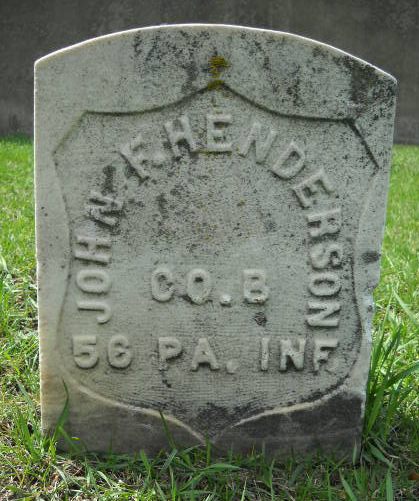 JOHN F. HENDERSON
CO. B
56 PA. INF